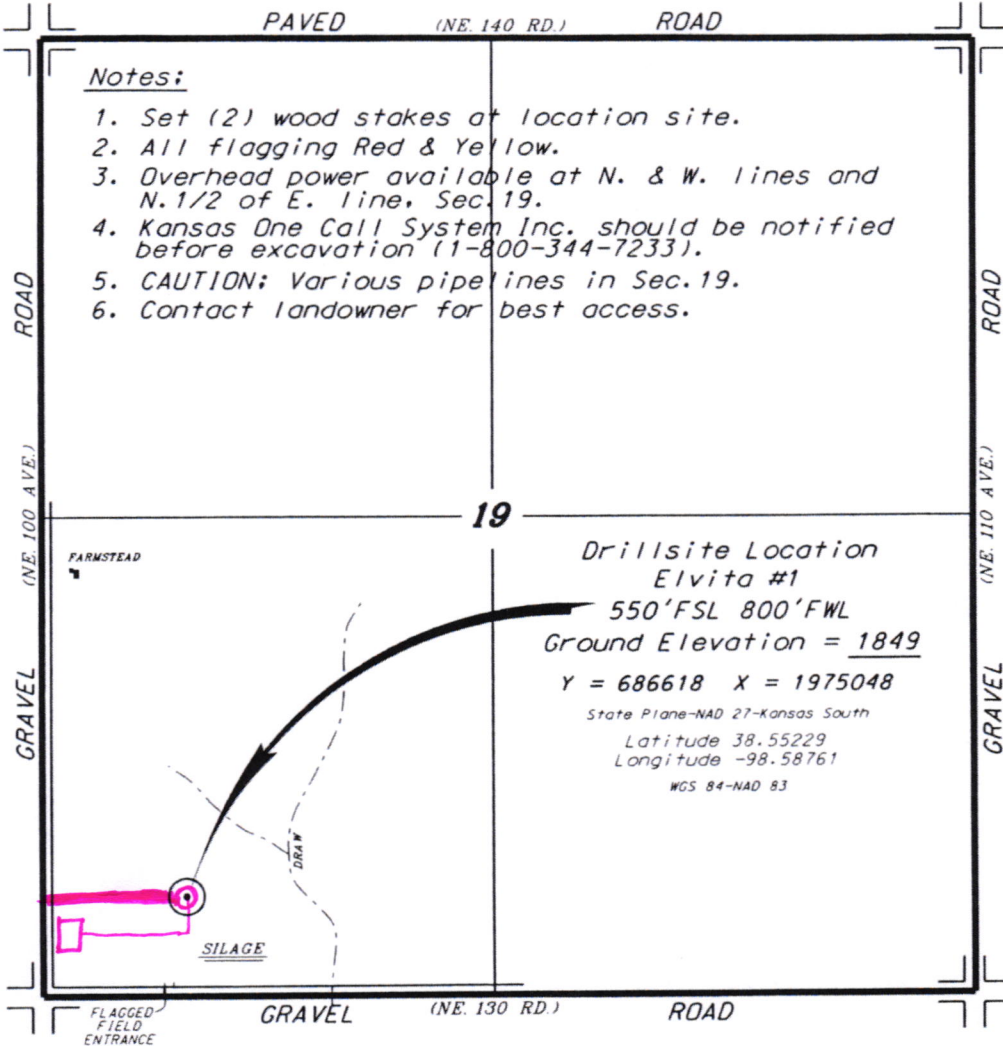 PAVED (NE. 140 RD.) ROAD
Notes:
1. Set (2) wood stakes at location site.
2. All flagging Red & Yellow.
3. Overhead power available at N. & W. lines and
N.1/2 of E. line, Sec.19.
4. Kansas One Call System Inc. should be notified
before excavation (1-800-344-7233).
5. CAUTION: Various pipelines in Sec.19.
6. Contact landowner for best access.
ROAD
(NE. 100 AVE.)
GRAVEL
ROAD
(NE. 110 AVE.)
GRAVEL
19
FARMSTEAD
Drillsite Location
Elvita #1
550'FSL 800'FWL
Ground Elevation = 1849
Y = 686618 X = 1975048
State Plane-NAD 27-Kansas South
Latitude 38.55229
Longitude -98.58761
WGS 84-NAD 83
DRAW
SILAGE
FLAGGED
FIELD
ENTRANCE
GRAVEL (NE. 130 RD.) ROAD